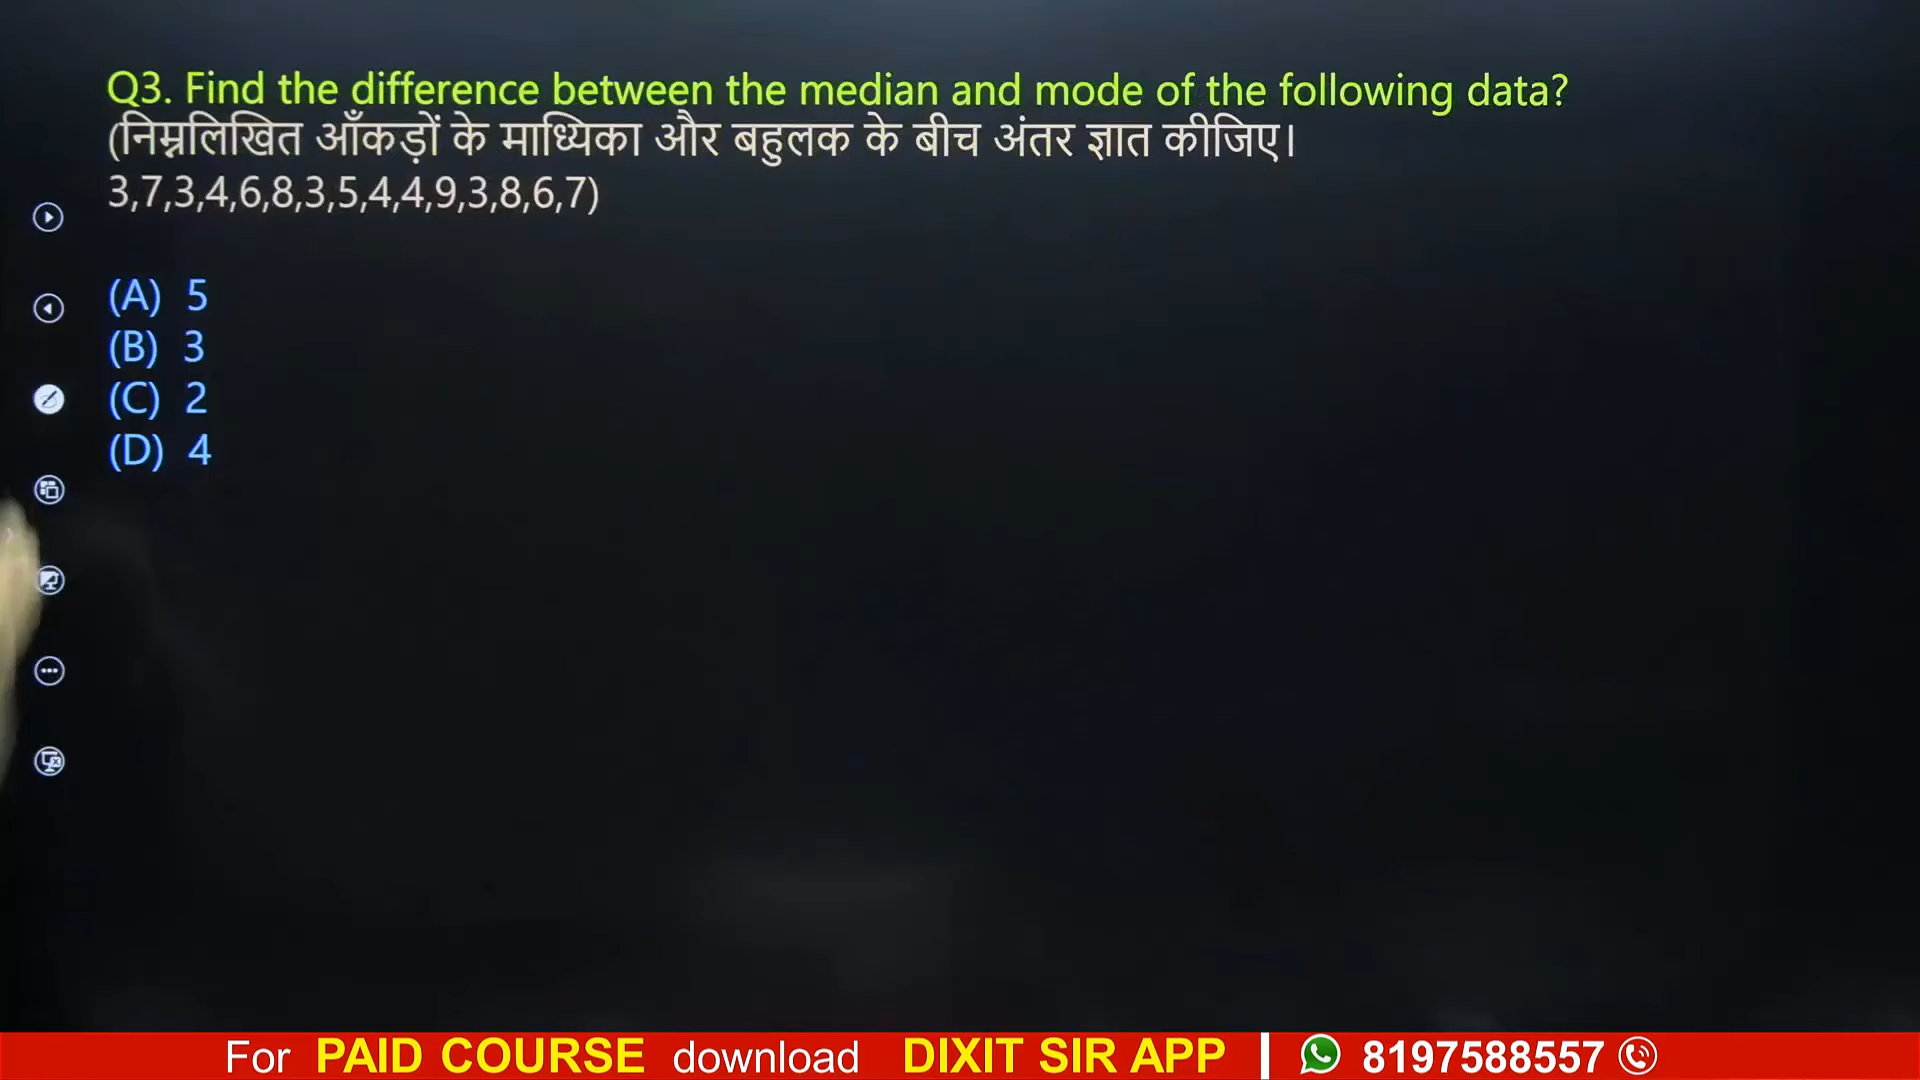 Q3. Find the difference between the median and mode of the following data?
(निम्नलिखित आँकड़ों के माध्यिका और बहुलक के बीच अंतर ज्ञात कीजिए।
3,7,3,4,6,8,3,5,4,4,9,3,8,6,7)
(A) 5
(B) 3
(C) 2
(D) 4
For PAID COURSE download DIXIT SIR APP | 8197588557